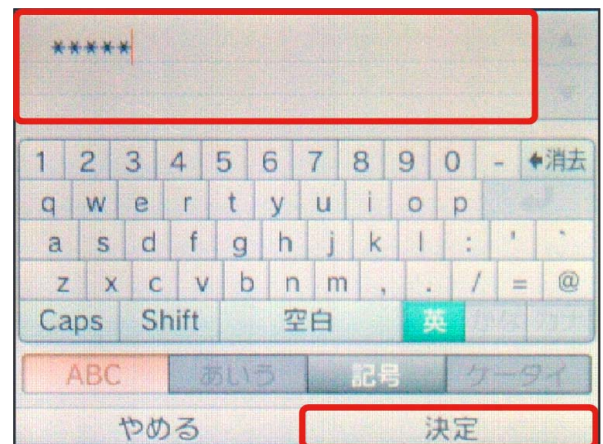 *****
1 2 3 4 5 6 7 8 9 0 - ←消去
q w e r t y u i o p
a s d f g h j k l : ' `
z x c v b n m , . / = @
Caps Shift 空白 英 かな カナ
ABC あいう 記号 ケータイ
やめる 決定